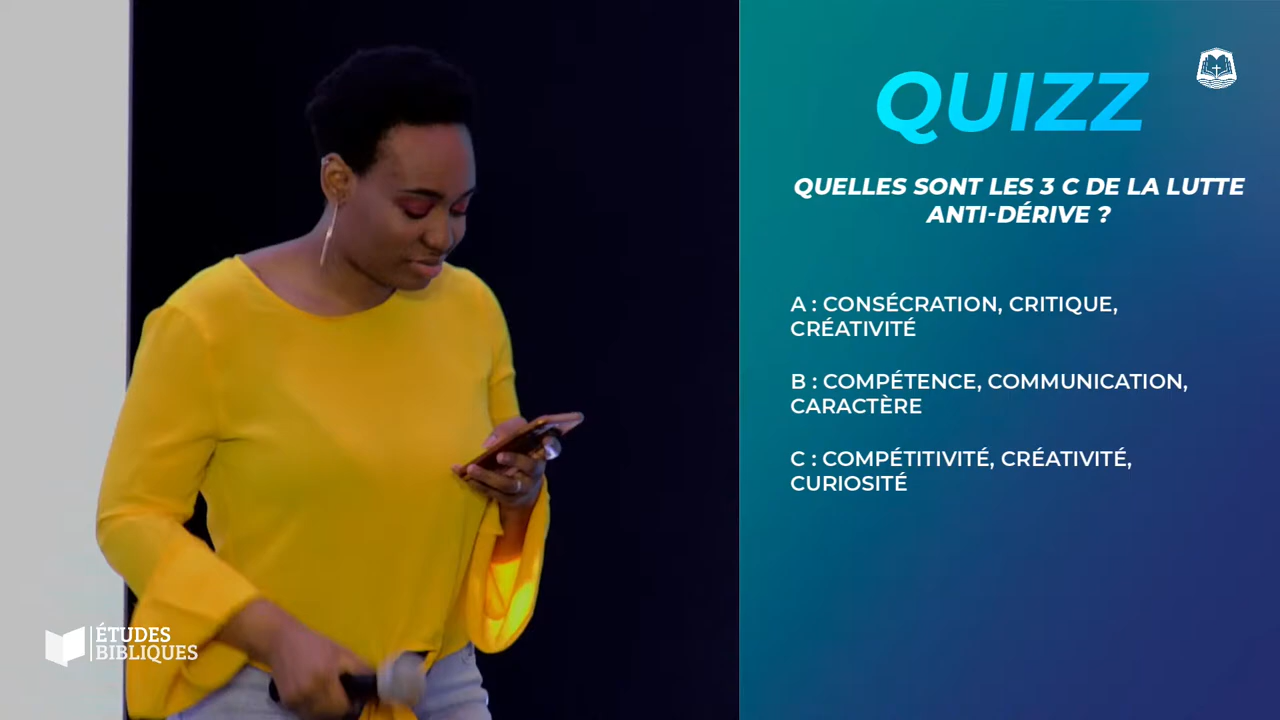 QUIZZ
QUELLES SONT LES 3 C DE LA LUTTE
ANTI-DÉRIVE ?
A : CONSÉCRATION, CRITIQUE,
CRÉATIVITÉ
B : COMPÉTENCE, COMMUNICATION,
CARACTÈRE
C : COMPÉTITIVITÉ, CRÉATIVITÉ,
CURIOSITÉ
ÉTUDES
BIBLIQUES